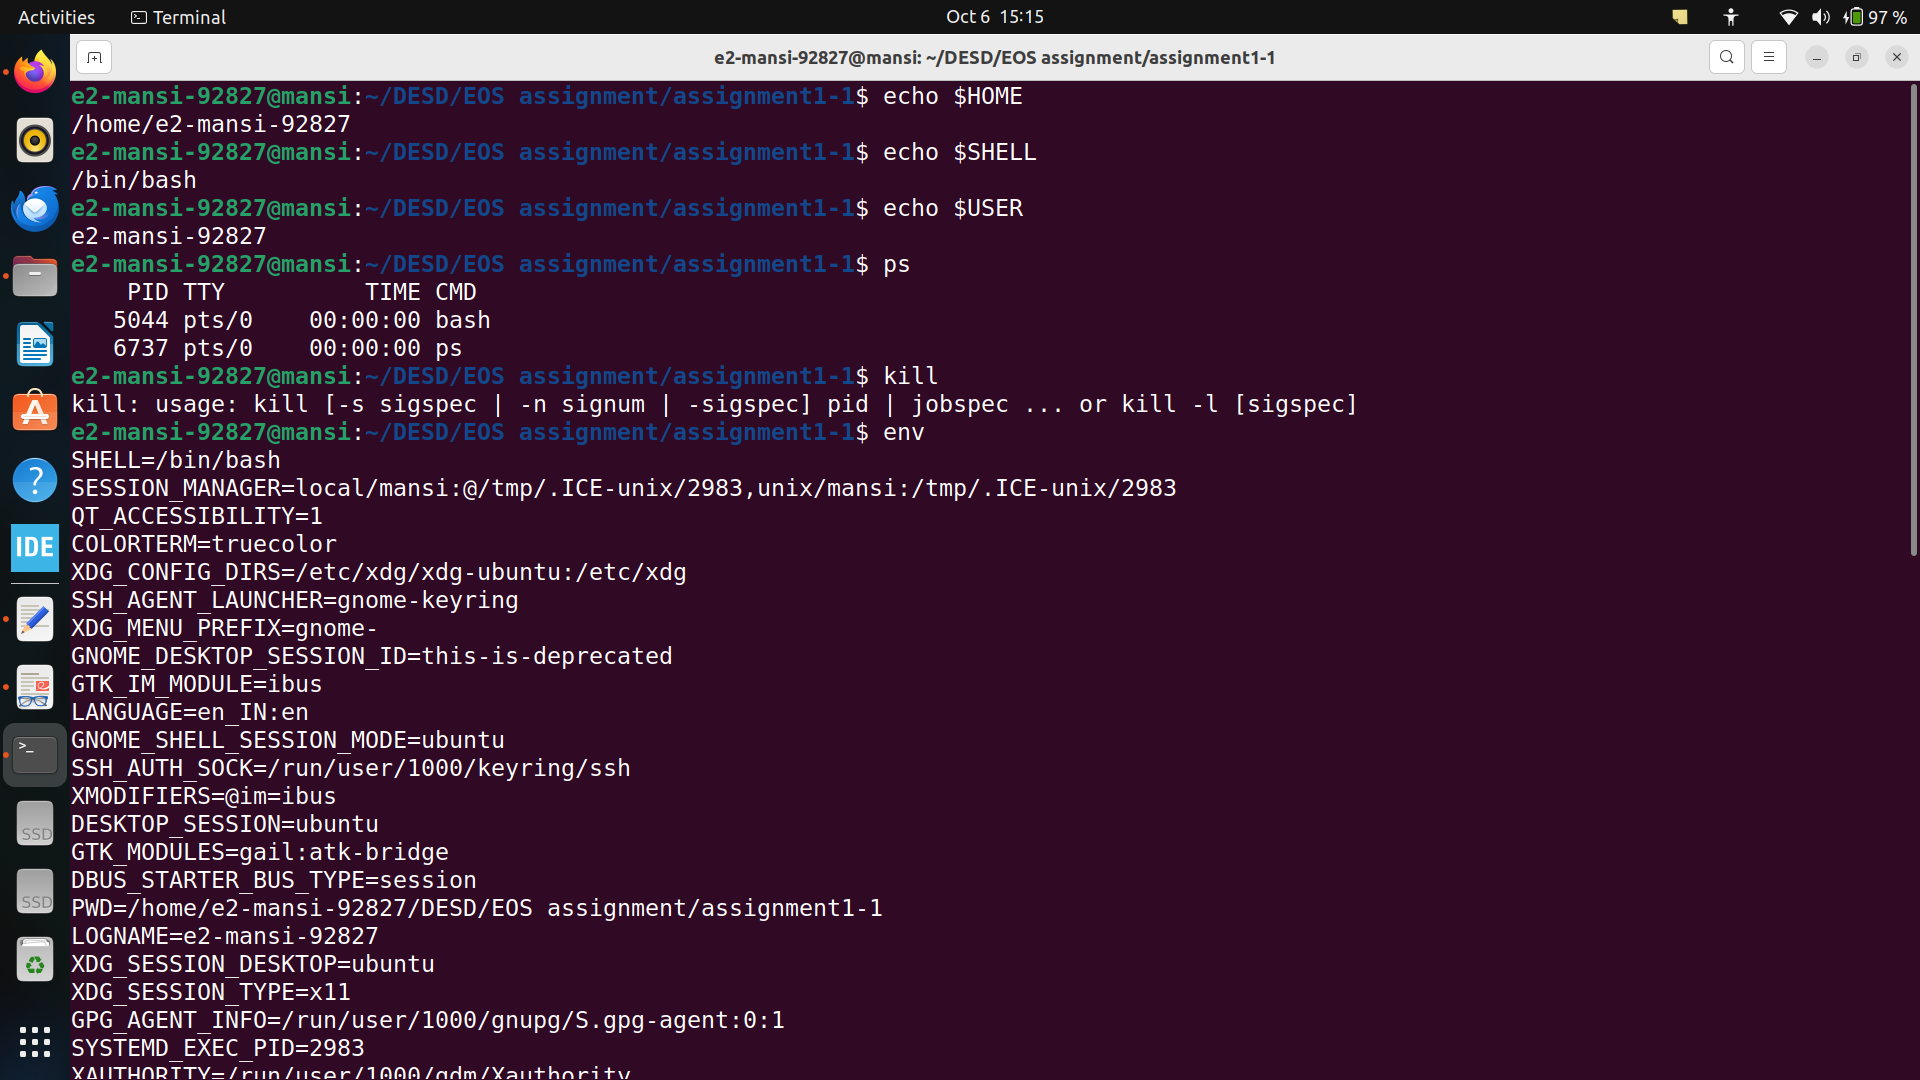 Activities Terminal Oct 6 15:15 97 %
e2-mansi-92827@mansi: ~/DESD/EOS assignment/assignment1-1
e2-mansi-92827@mansi:~/DESD/EOS assignment/assignment1-1$ echo $HOME
/home/e2-mansi-92827
e2-mansi-92827@mansi:~/DESD/EOS assignment/assignment1-1$ echo $SHELL
/bin/bash
e2-mansi-92827@mansi:~/DESD/EOS assignment/assignment1-1$ echo $USER
e2-mansi-92827
e2-mansi-92827@mansi:~/DESD/EOS assignment/assignment1-1$ ps
    PID TTY          TIME CMD
   5044 pts/0    00:00:00 bash
   6737 pts/0    00:00:00 ps
e2-mansi-92827@mansi:~/DESD/EOS assignment/assignment1-1$ kill
kill: usage: kill [-s sigspec | -n signum | -sigspec] pid | jobspec ... or kill -l [sigspec]
e2-mansi-92827@mansi:~/DESD/EOS assignment/assignment1-1$ env
SHELL=/bin/bash
SESSION_MANAGER=local/mansi:@/tmp/.ICE-unix/2983,unix/mansi:/tmp/.ICE-unix/2983
QT_ACCESSIBILITY=1
COLORTERM=truecolor
XDG_CONFIG_DIRS=/etc/xdg/xdg-ubuntu:/etc/xdg
SSH_AGENT_LAUNCHER=gnome-keyring
XDG_MENU_PREFIX=gnome-
GNOME_DESKTOP_SESSION_ID=this-is-deprecated
GTK_IM_MODULE=ibus
LANGUAGE=en_IN:en
GNOME_SHELL_SESSION_MODE=ubuntu
SSH_AUTH_SOCK=/run/user/1000/keyring/ssh
XMODIFIERS=@im=ibus
DESKTOP_SESSION=ubuntu
GTK_MODULES=gail:atk-bridge
DBUS_STARTER_BUS_TYPE=session
PWD=/home/e2-mansi-92827/DESD/EOS assignment/assignment1-1
LOGNAME=e2-mansi-92827
XDG_SESSION_DESKTOP=ubuntu
XDG_SESSION_TYPE=x11
GPG_AGENT_INFO=/run/user/1000/gnupg/S.gpg-agent:0:1
SYSTEMD_EXEC_PID=2983
XAUTHORITY=/run/user/1000/gdm/Xauthority
IDE
SSD
SSD